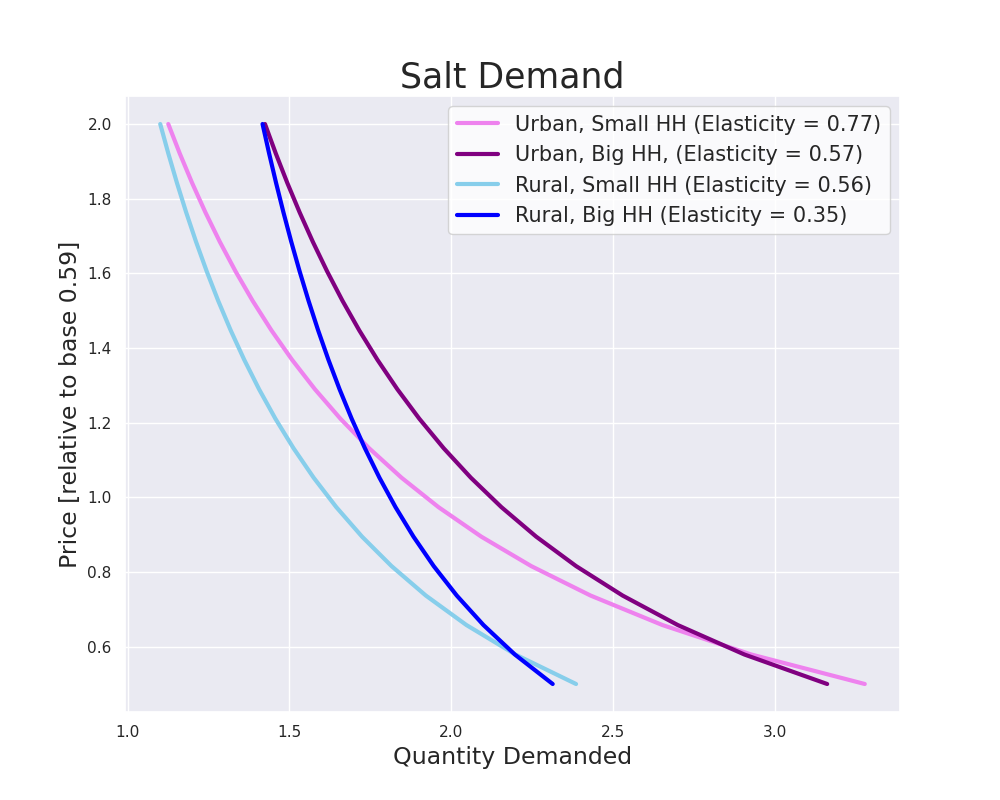 Salt Demand
Urban, Small HH (Elasticity = 0.77)
Urban, Big HH, (Elasticity = 0.57)
Rural, Small HH (Elasticity = 0.56)
Rural, Big HH (Elasticity = 0.35)
Price [relative to base 0.59]
2.0
1.8
1.6
1.4
1.2
1.0
0.8
0.6
1.0 1.5 2.0 2.5 3.0
Quantity Demanded